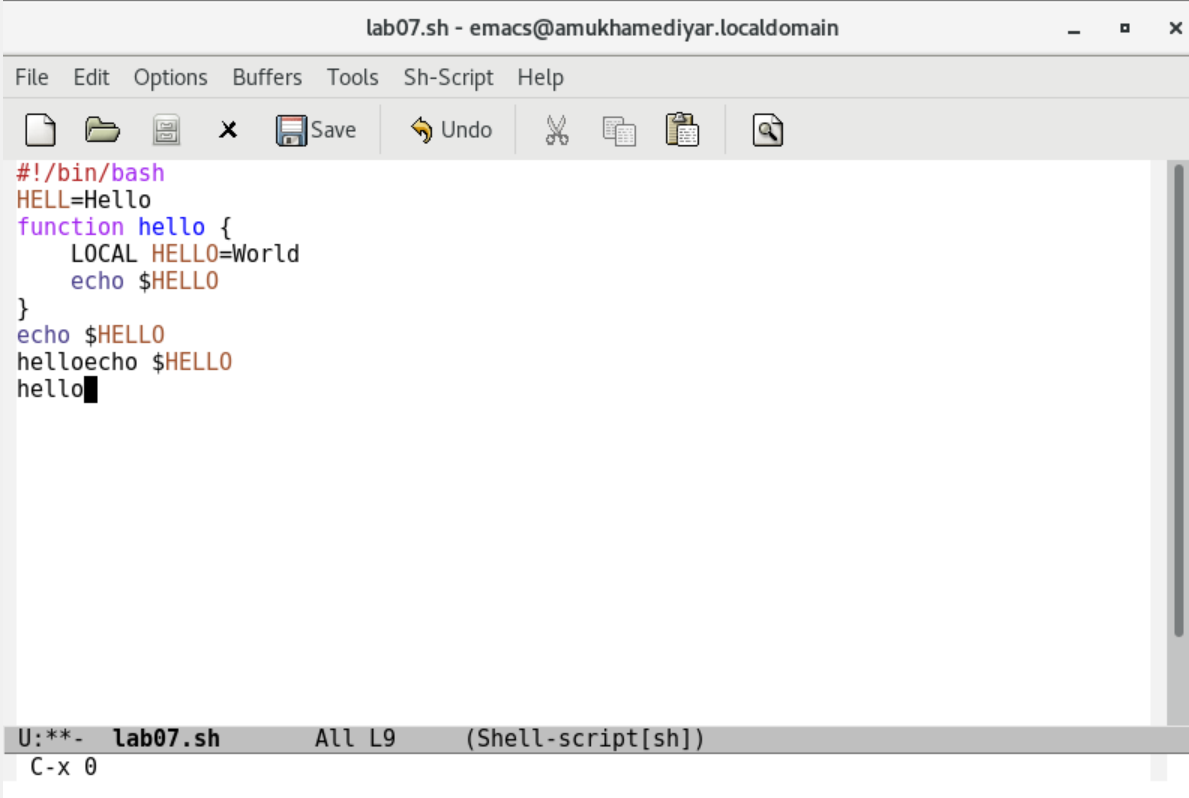 lab07.sh - emacs@amukhamediyar.localdomain
File Edit Options Buffers Tools Sh-Script Help
Save Undo
#!/bin/bash
HELL=Hello
function hello {
    LOCAL HELLO=World
    echo $HELLO
}
echo $HELLO
helloecho $HELLO
hello
U:**-  lab07.sh       All L9     (Shell-script[sh])
C-x 0